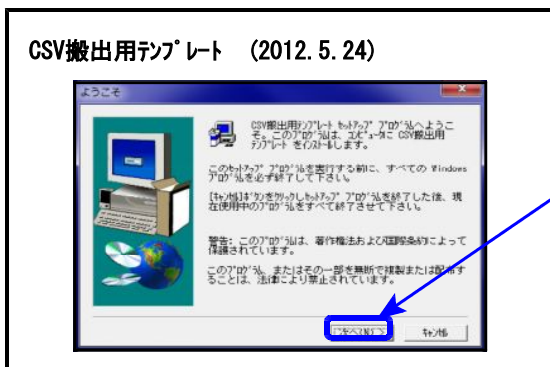 CSV搬出用ﾃﾝﾌﾟﾚｰﾄ (2012.5.24)
ようこそ
CSV搬出用ﾃﾝﾌﾟﾚｰﾄ ｾｯﾄｱｯﾌﾟ ﾌﾟﾛｸﾞﾗﾑへようこ
そ。このﾌﾟﾛｸﾞﾗﾑは、ｺﾝﾋﾟｭｰﾀに CSV搬出用
ﾃﾝﾌﾟﾚｰﾄ をｲﾝｽﾄｰﾙします。
このｾｯﾄｱｯﾌﾟ ﾌﾟﾛｸﾞﾗﾑを実行する前に、すべての Windows
ﾌﾟﾛｸﾞﾗﾑを必ず終了して下さい。
[ｷｬﾝｾﾙ]ﾎﾞﾀﾝをｸﾘｯｸしｾｯﾄｱｯﾌﾟ ﾌﾟﾛｸﾞﾗﾑを終了した後、現
在使用中のﾌﾟﾛｸﾞﾗﾑをすべて終了させて下さい。
警告: このﾌﾟﾛｸﾞﾗﾑは、著作権法および国際条約によって
保護されています。
このﾌﾟﾛｸﾞﾗﾑ、またはその一部を無断で複製または配布す
ることは、法律により禁止されています。
次へ(N) >
ｷｬﾝｾﾙ